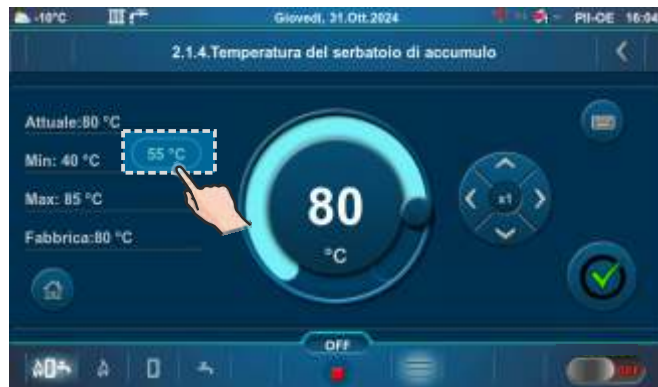 -10°C Giovedì, 31.Ott.2024 PII-OE 16:04
2.1.4.Temperatura del serbatoio di accumulo
Attuale:80 °C
55 °C
Min: 40 °C
Max: 85 °C
Fabbrica:80 °C
80
°C
x1
OFF
OFF